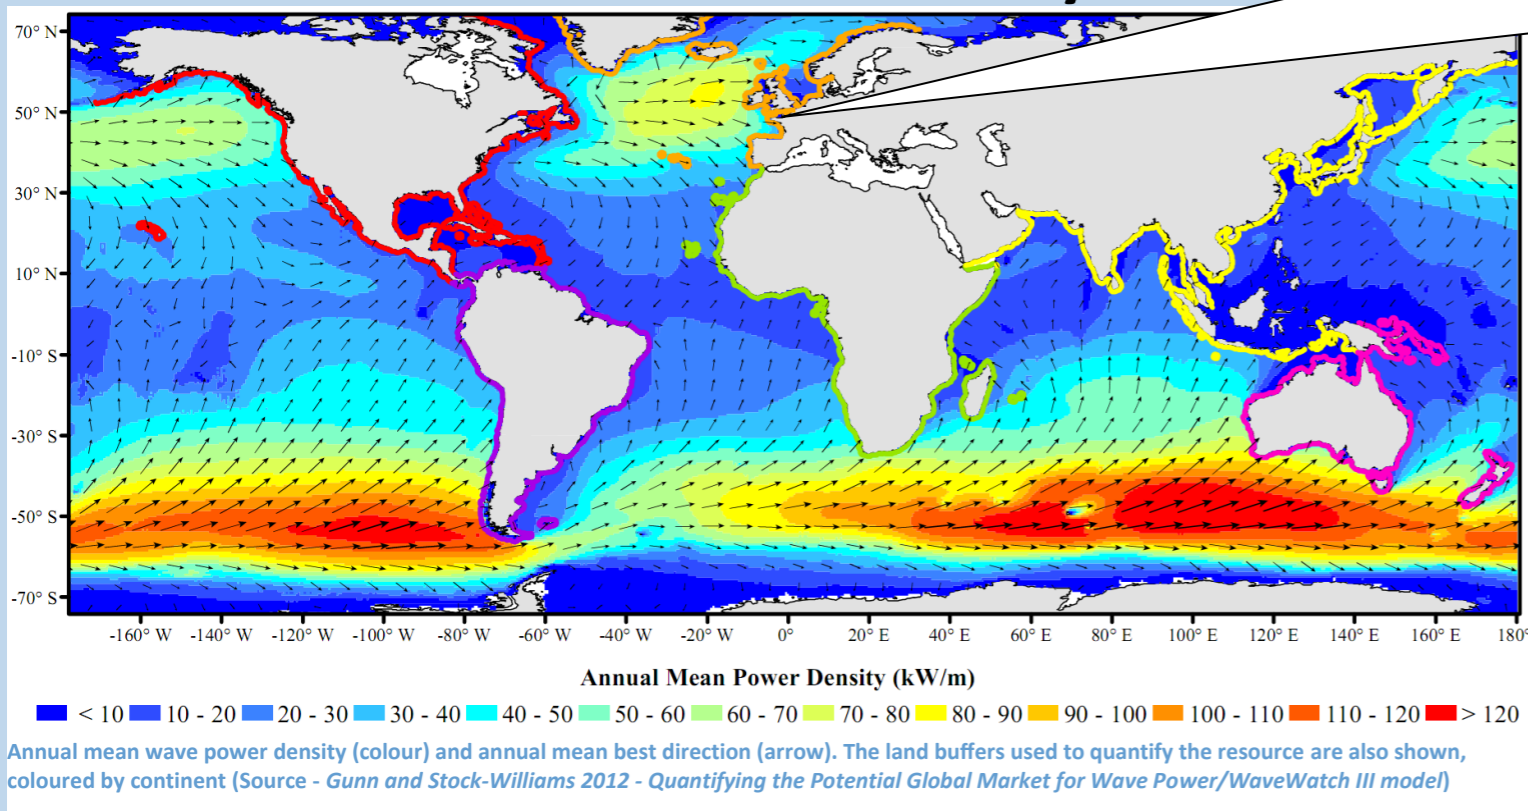 70° N
50° N
30° N
10° N
-10° S
-30° S
-50° S
-70° S
-160° W -140° W -120° W -100° W -80° W -60° W -40° W -20° W 0° 20° E 40° E 60° E 80° E 100° E 120° E 140° E 160° E 180°
Annual Mean Power Density (kW/m)
< 10 10 - 20 20 - 30 30 - 40 40 - 50 50 - 60 60 - 70 70 - 80 80 - 90 90 - 100 100 - 110 110 - 120 > 120
Annual mean wave power density (colour) and annual mean best direction (arrow). The land buffers used to quantify the resource are also shown,
coloured by continent (Source - Gunn and Stock-Williams 2012 - Quantifying the Potential Global Market for Wave Power/WaveWatch III model)